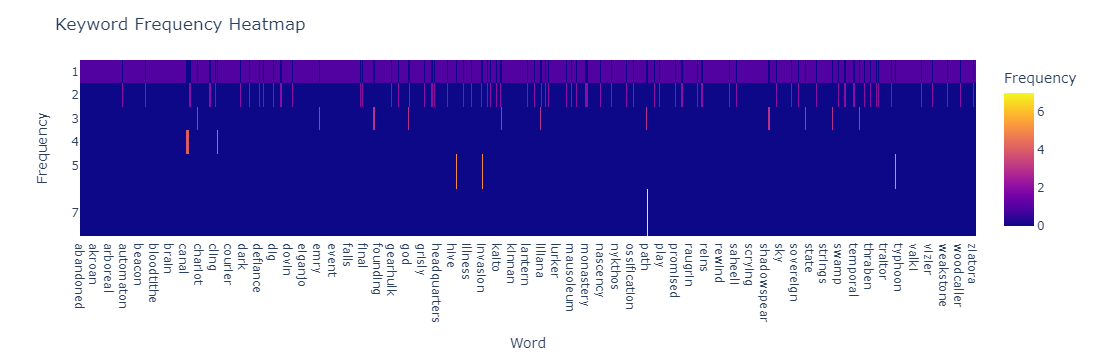 Keyword Frequency Heatmap
Frequency
1
2
3
4
5
7
Frequency
6
4
2
0
abandoned
akroan
arboreal
automaton
beacon
bloodtithe
brain
canal
chariot
cling
courier
dark
defiance
dig
dovin
elganjo
emry
event
falls
final
founding
gearhulk
god
grisly
headquarters
hive
illness
invasion
kaito
kinnan
lantern
liliana
lurker
mausoleum
monastery
nascency
nykthos
ossification
path
play
promised
raugrin
reins
rewind
saheeli
scrying
shadowspear
sky
sovereign
state
strings
swamp
temporal
thraben
traitor
typhoon
valki
vizier
weakstone
woodcaller
zlatora
Word